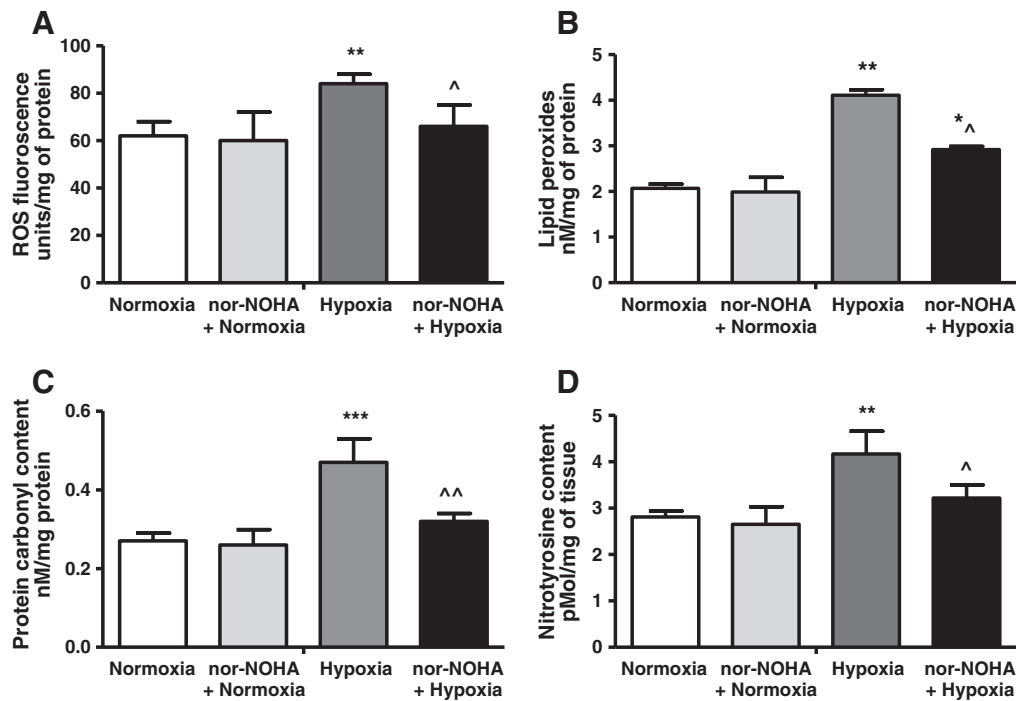 A
ROS fluoroscence
units/mg of protein
100
80
60
40
20
0
**
^
Normoxia
nor-NOHA
+ Normoxia
Hypoxia
nor-NOHA
+ Hypoxia
B
Lipid peroxides
nM/mg of protein
5
4
3
2
1
0
**
*^
Normoxia
nor-NOHA
+ Normoxia
Hypoxia
nor-NOHA
+ Hypoxia
C
Protein carbonyl content
nM/mg protein
0.6
0.4
0.2
0.0
***
^^
Normoxia
nor-NOHA
+ Normoxia
Hypoxia
nor-NOHA
+ Hypoxia
D
Nitrotyrosine content
pMol/mg of tissue
5
4
3
2
1
0
**
^
Normoxia
nor-NOHA
+ Normoxia
Hypoxia
nor-NOHA
+ Hypoxia